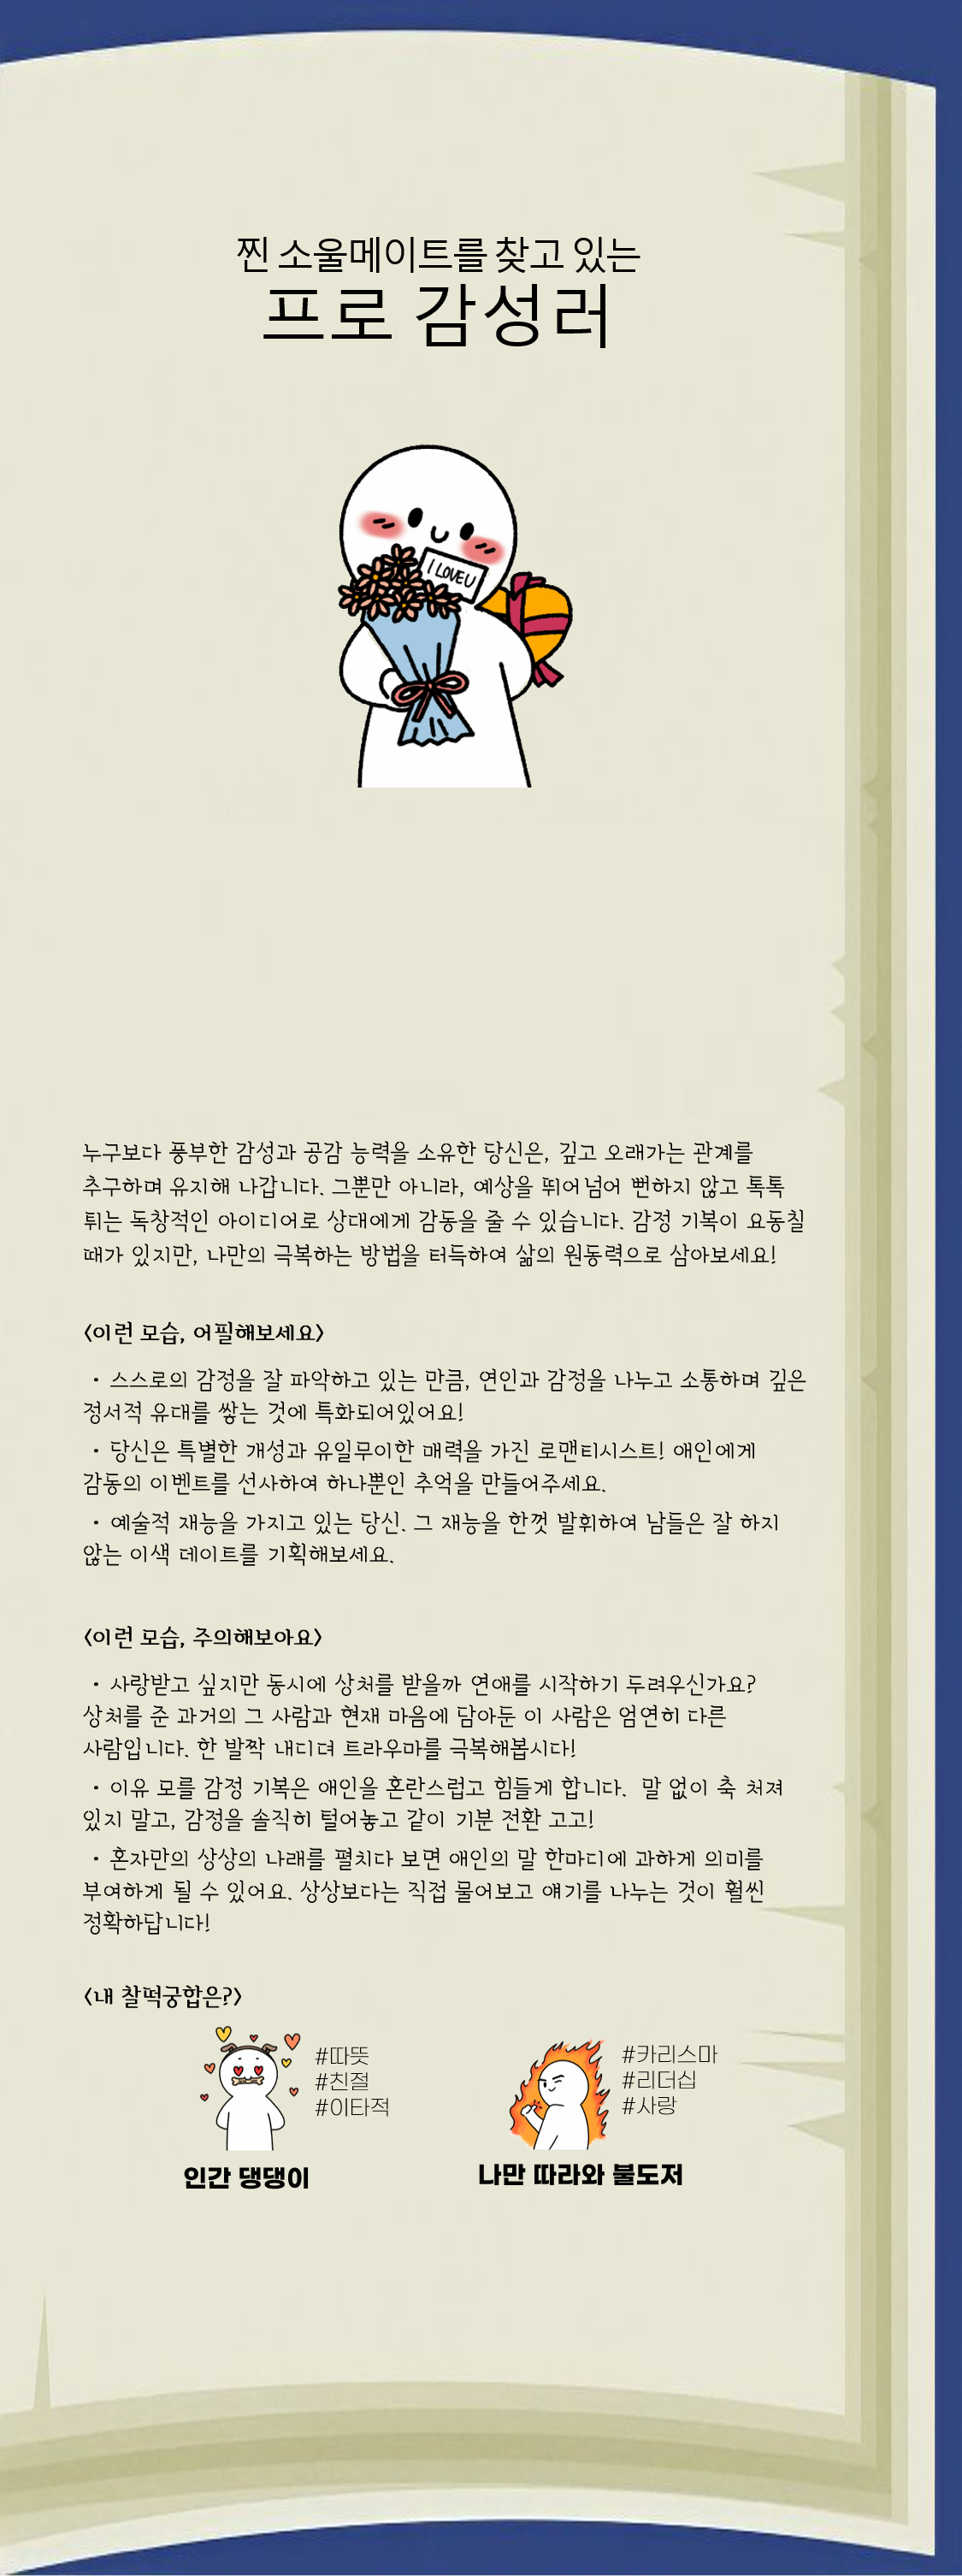 찐 소울메이트를 찾고 있는
프로 감성러
I LOVE U
누구보다 풍부한 감성과 공감 능력을 소유한 당신은, 깊고 오래가는 관계를
추구하며 유지해 나갑니다. 그뿐만 아니라, 예상을 뛰어넘어 뻔하지 않고 톡톡
튀는 독창적인 아이디어로 상대에게 감동을 줄 수 있습니다. 감정 기복이 요동칠
때가 있지만, 나만의 극복하는 방법을 터득하여 삶의 원동력으로 삼아보세요!
<이런 모습, 어필해보세요>
· 스스로의 감정을 잘 파악하고 있는 만큼, 연인과 감정을 나누고 소통하며 깊은
정서적 유대를 쌓는 것에 특화되어있어요!
· 당신은 특별한 개성과 유일무이한 매력을 가진 로맨티시스트! 애인에게
감동의 이벤트를 선사하여 하나뿐인 추억을 만들어주세요.
· 예술적 재능을 가지고 있는 당신. 그 재능을 한껏 발휘하여 남들은 잘 하지
않는 이색 데이트를 기획해보세요.
<이런 모습, 주의해보아요>
· 사랑받고 싶지만 동시에 상처를 받을까 연애를 시작하기 두려우신가요?
상처를 준 과거의 그 사람과 현재 마음에 담아둔 이 사람은 엄연히 다른
사람입니다. 한 발짝 내디뎌 트라우마를 극복해봅시다!
· 이유 모를 감정 기복은 애인을 혼란스럽고 힘들게 합니다. 말 없이 축 처져
있지 말고, 감정을 솔직히 털어놓고 같이 기분 전환 고고!
· 혼자만의 상상의 나래를 펼치다 보면 애인의 말 한마디에 과하게 의미를
부여하게 될 수 있어요. 상상보다는 직접 물어보고 얘기를 나누는 것이 훨씬
정확하답니다!
<내 찰떡궁합은?>
#따뜻
#친절
#이타적
인간 댕댕이
#카리스마
#리더십
#사랑
나만 따라와 불도저